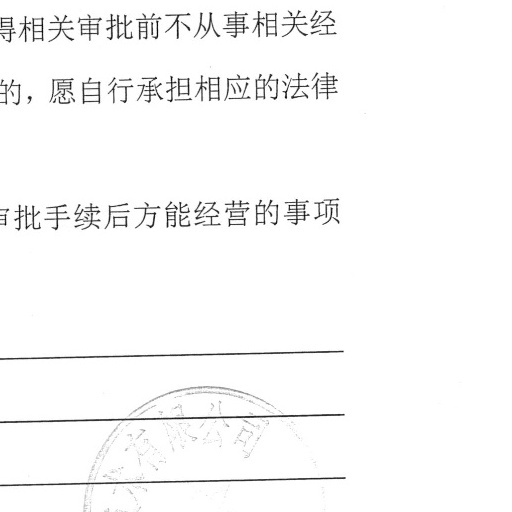 得相关审批前不从事相关经
的，愿自行承担相应的法律
审批手续后方能经营的事项
有限公司